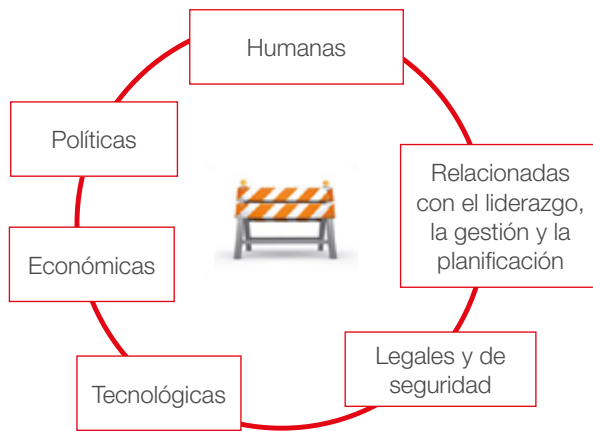 Humanas
Políticas
Relacionadas
con el liderazgo,
la gestión y la
planificación
Económicas
Legales y de
seguridad
Tecnológicas